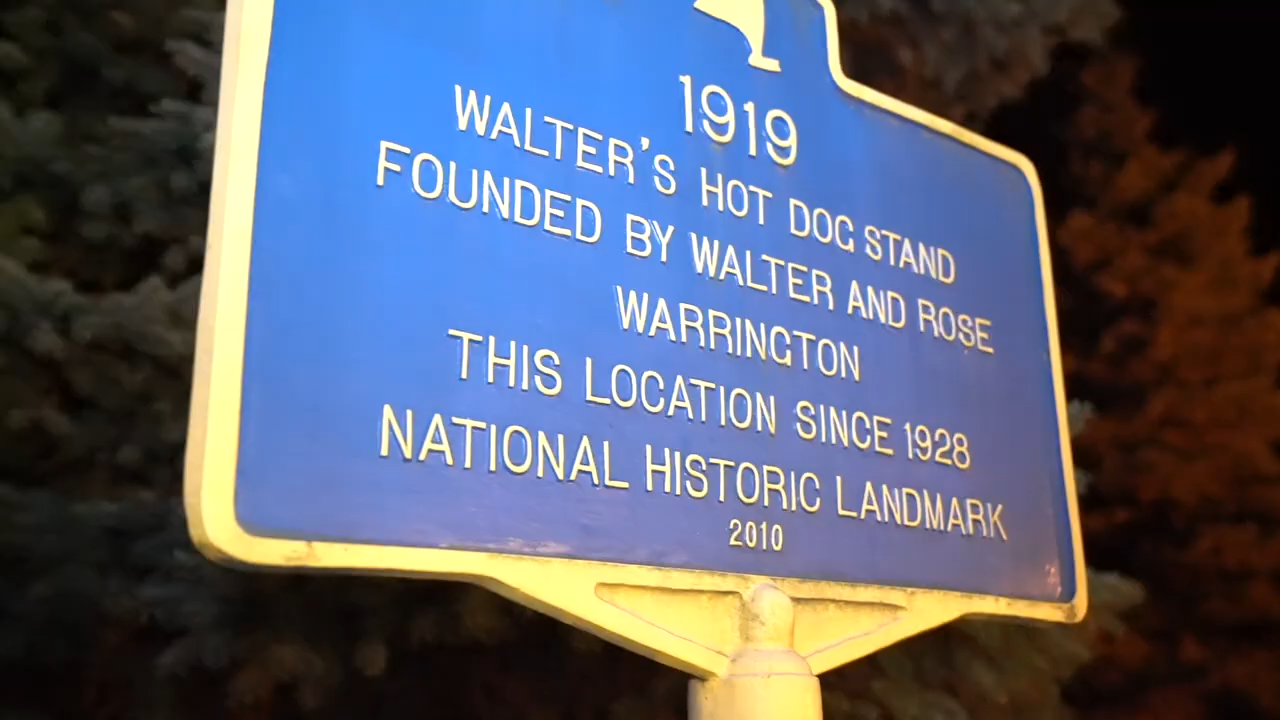 1919
WALTER'S HOT DOG STAND
FOUNDED BY WALTER AND ROSE
WARRINGTON
THIS LOCATION SINCE 1928
NATIONAL HISTORIC LANDMARK
2010